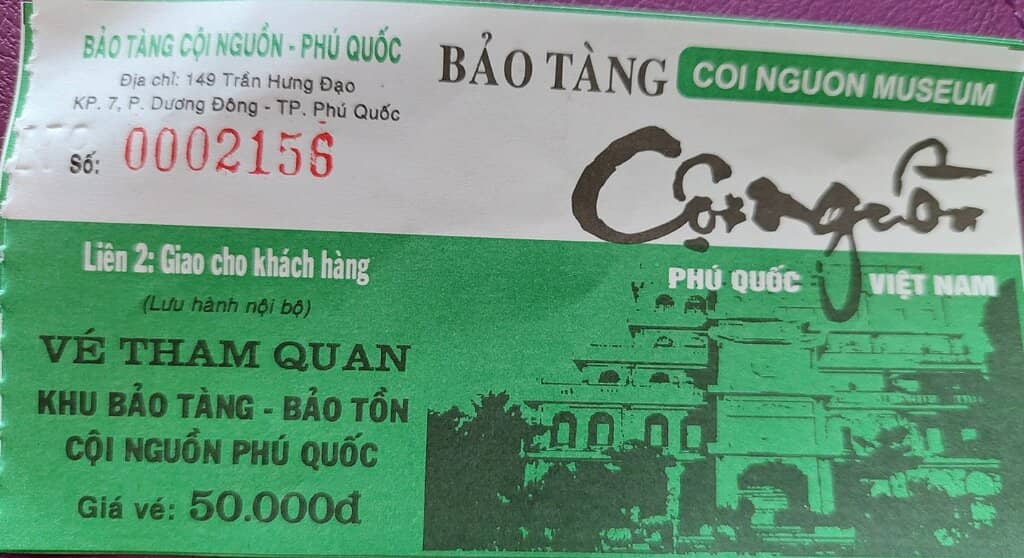 BẢO TÀNG CỘI NGUỒN - PHÚ QUỐC
Địa chỉ: 149 Trần Hưng Đạo
KP. 7, P. Dương Đông - TP. Phú Quốc
Số: 0002156
BẢO TÀNG COI NGUON MUSEUM
Cội nguồn
PHÚ QUỐC VIỆT NAM
Liên 2: Giao cho khách hàng
(Lưu hành nội bộ)
VÉ THAM QUAN
KHU BẢO TÀNG - BẢO TỒN
CỘI NGUỒN PHÚ QUỐC
Giá vé: 50.000đ